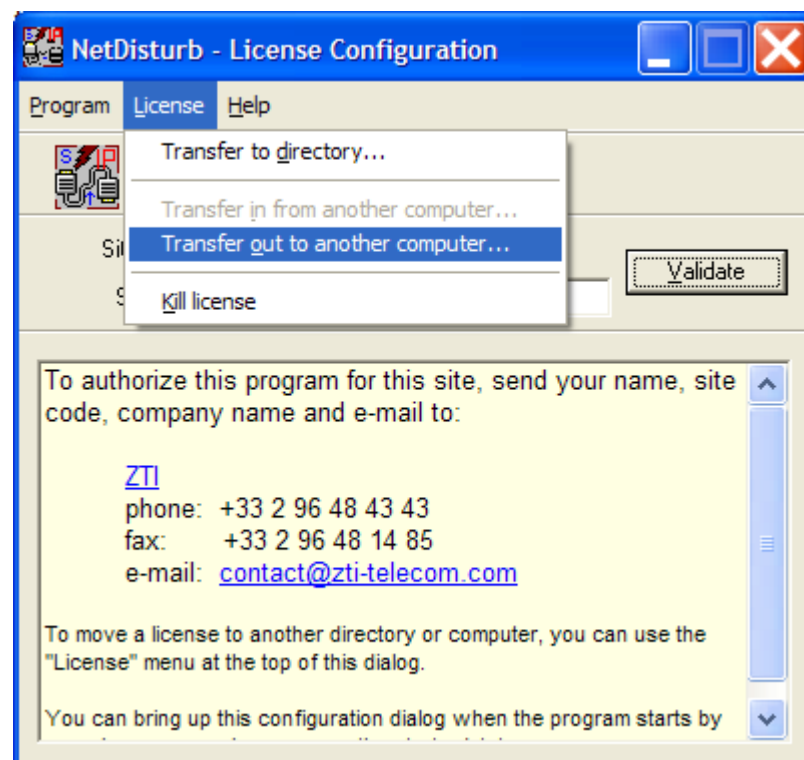 NetDisturb - License Configuration
Program License Help
Transfer to directory...
Transfer in from another computer...
Transfer out to another computer...
Kill license
Validate
To authorize this program for this site, send your name, site
code, company name and e-mail to:
ZTI
phone: +33 2 96 48 43 43
fax: +33 2 96 48 14 85
e-mail: contact@zti-telecom.com
To move a license to another directory or computer, you can use the
"License" menu at the top of this dialog.
You can bring up this configuration dialog when the program starts by